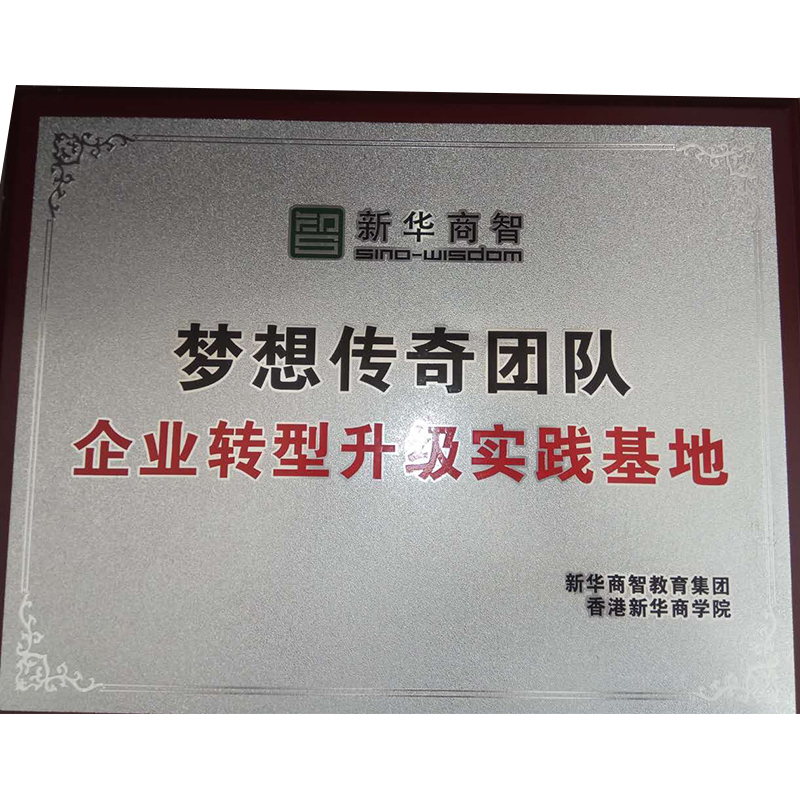 新华商智
sino-wisdom
梦想传奇团队
企业转型升级实践基地
新华商智教育集团
香港新华商学院